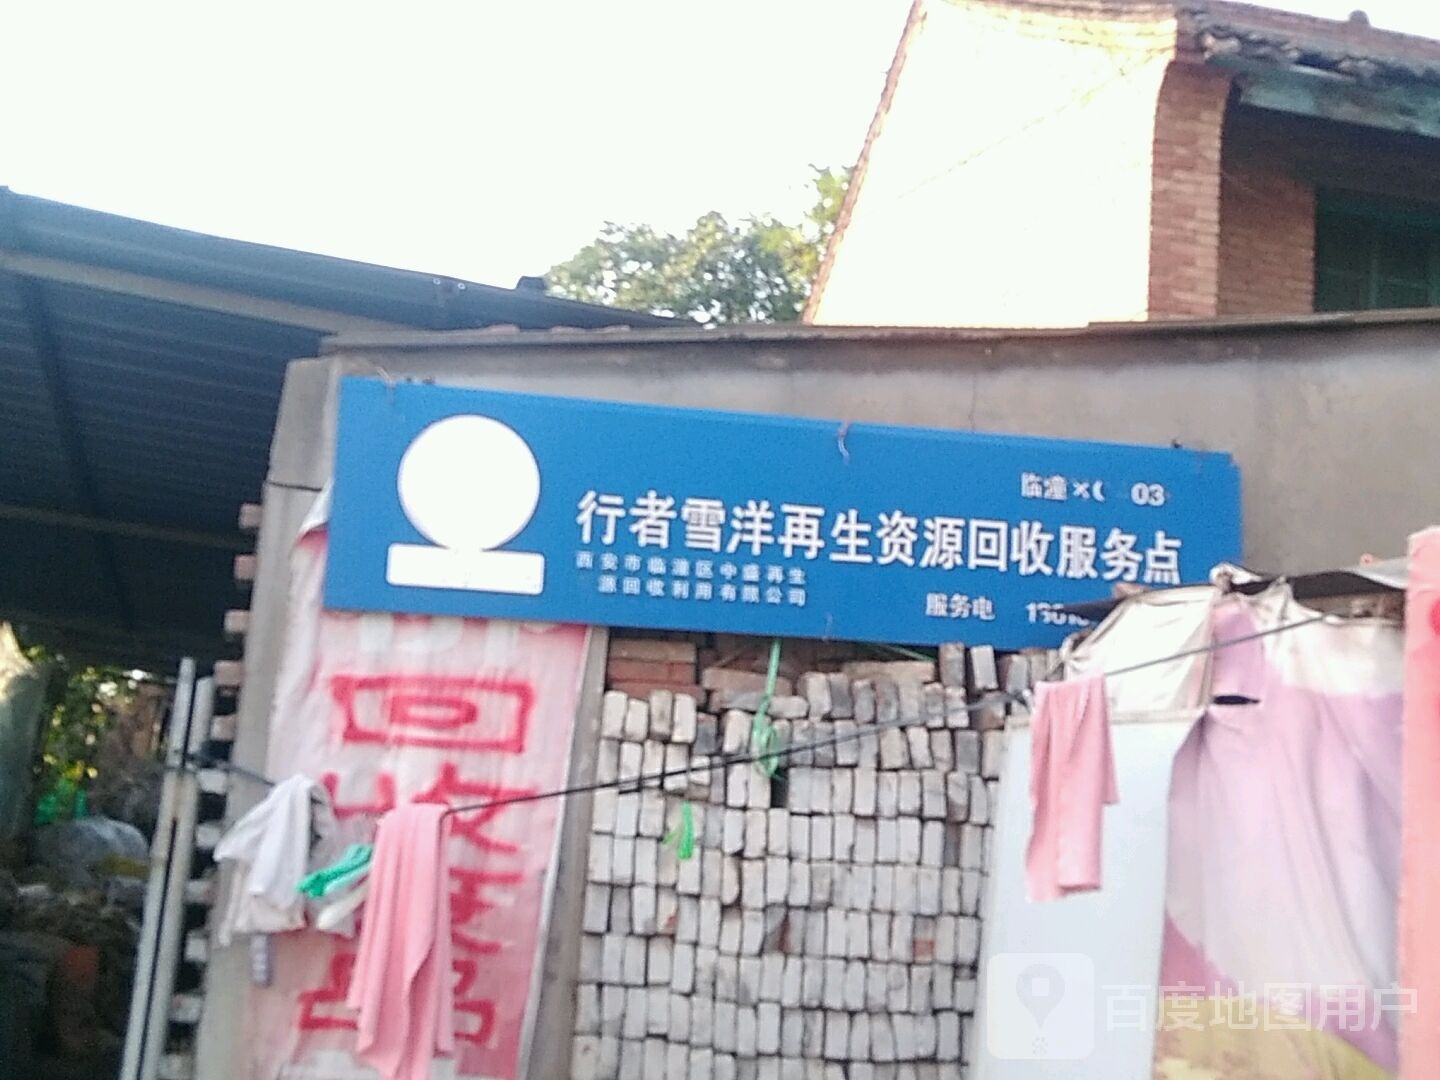 临潼 03
行者雪洋再生资源回收服务点
西安市临潼区中盛再生
源回收利用有限公司
服务电
回
收
百度地图用户